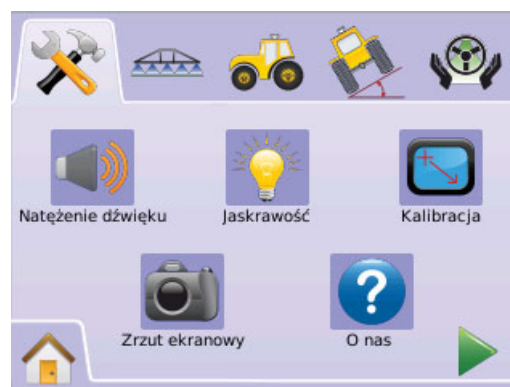 Natężenie dźwięku
Jaskrawość
Kalibracja
Zrzut ekranowy
O nas